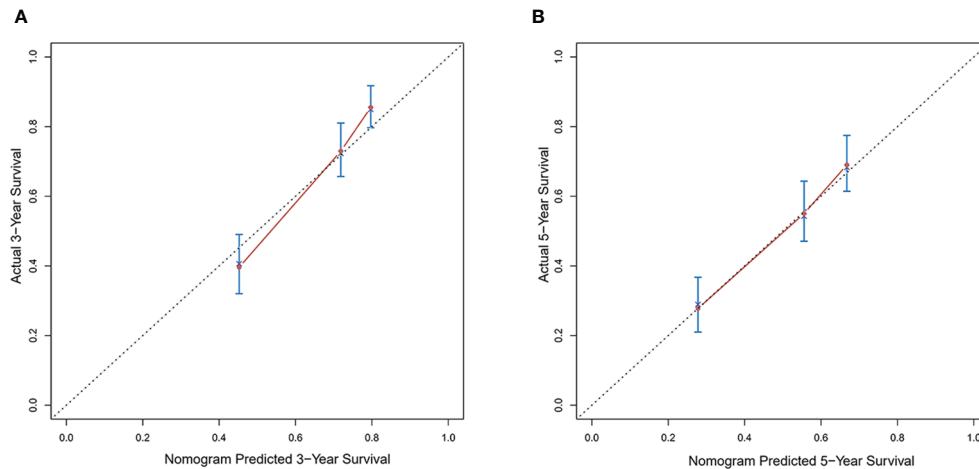 A
B
1.0
0.8
0.6
0.4
0.2
0.0
Actual 3−Year Survival
0.0 0.2 0.4 0.6 0.8 1.0
Nomogram Predicted 3−Year Survival
1.0
0.8
0.6
0.4
0.2
0.0
Actual 5−Year Survival
0.0 0.2 0.4 0.6 0.8 1.0
Nomogram Predicted 5−Year Survival